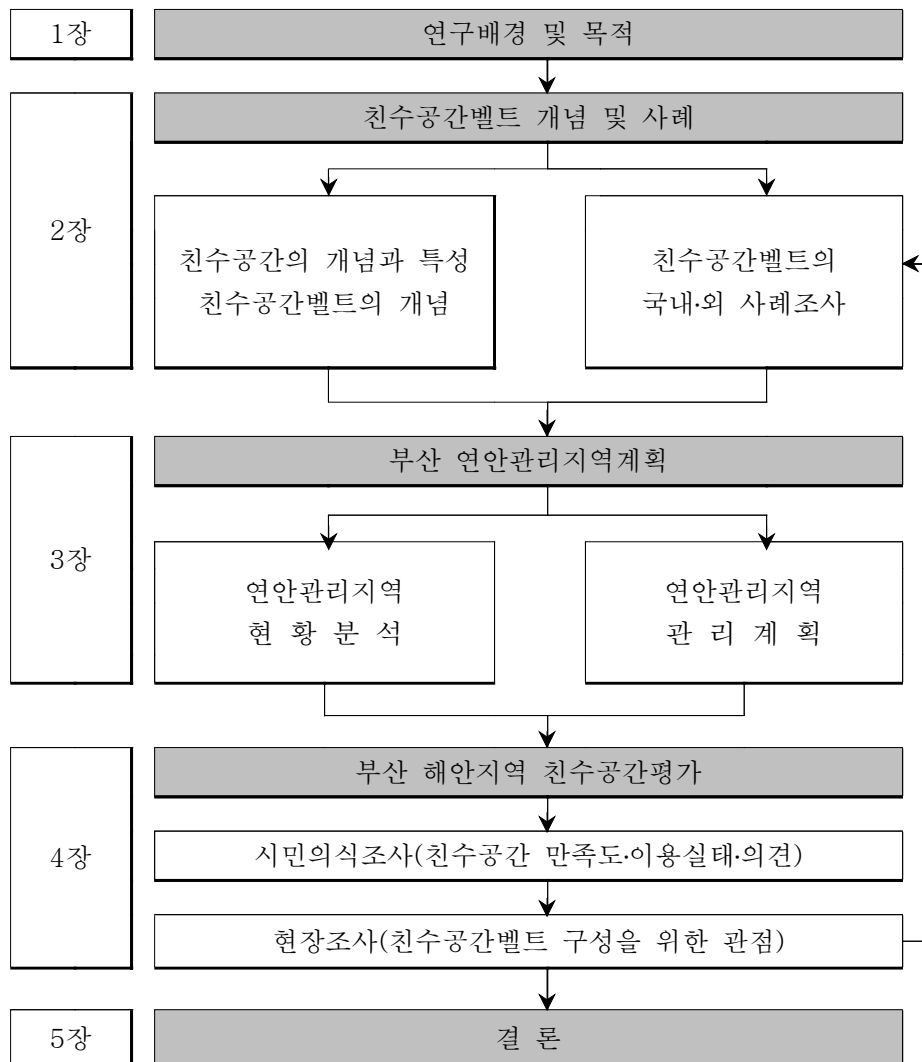 1장
연구배경 및 목적
2장
친수공간벨트 개념 및 사례
친수공간의 개념과 특성
친수공간벨트의 개념
친수공간벨트의
국내·외 사례조사
3장
부산 연안관리지역계획
연안관리지역
현 황 분 석
연안관리지역
관 리 계 획
4장
부산 해안지역 친수공간평가
시민의식조사(친수공간 만족도·이용실태·의견)
현장조사(친수공간벨트 구성을 위한 관점)
5장
결 론